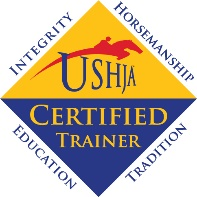 INTEGRITY
HORSEMANSHIP
USHJA
CERTIFIED
TRAINER
EDUCATION
TRADITION